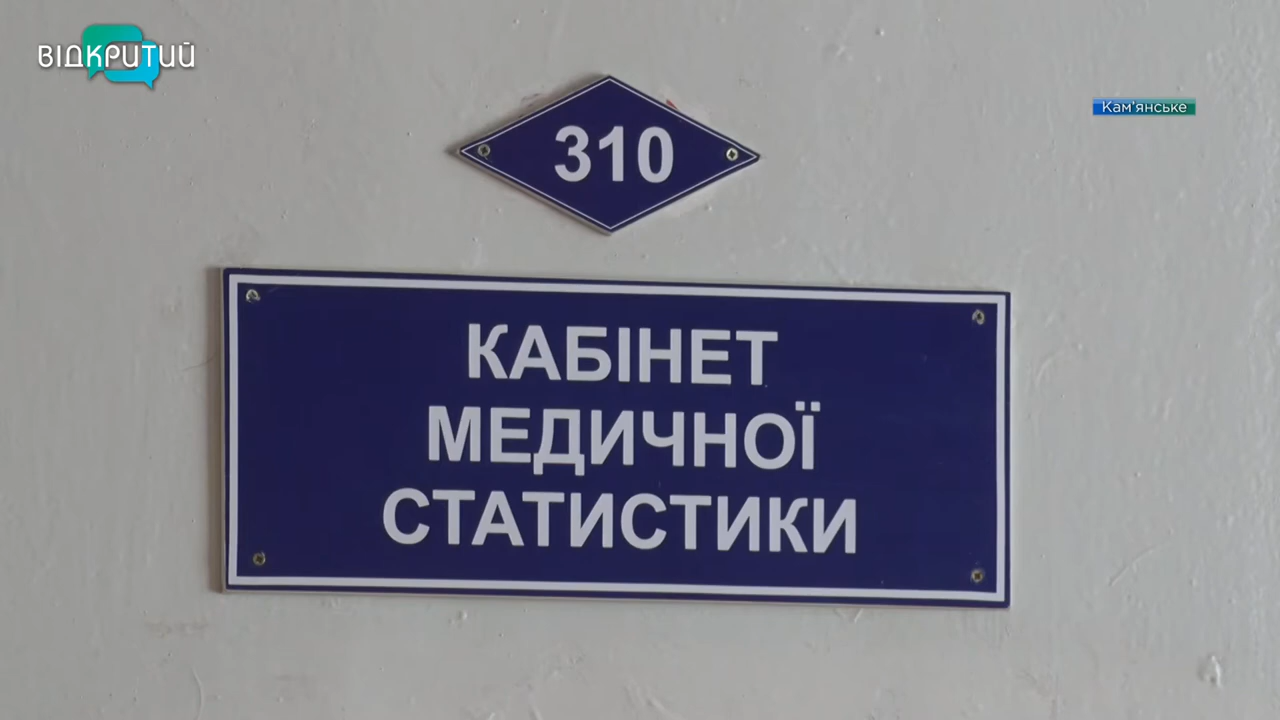 ВІДКРИТИЙ
Кам'янське
310
КАБІНЕТ
МЕДИЧНОЇ
СТАТИСТИКИ